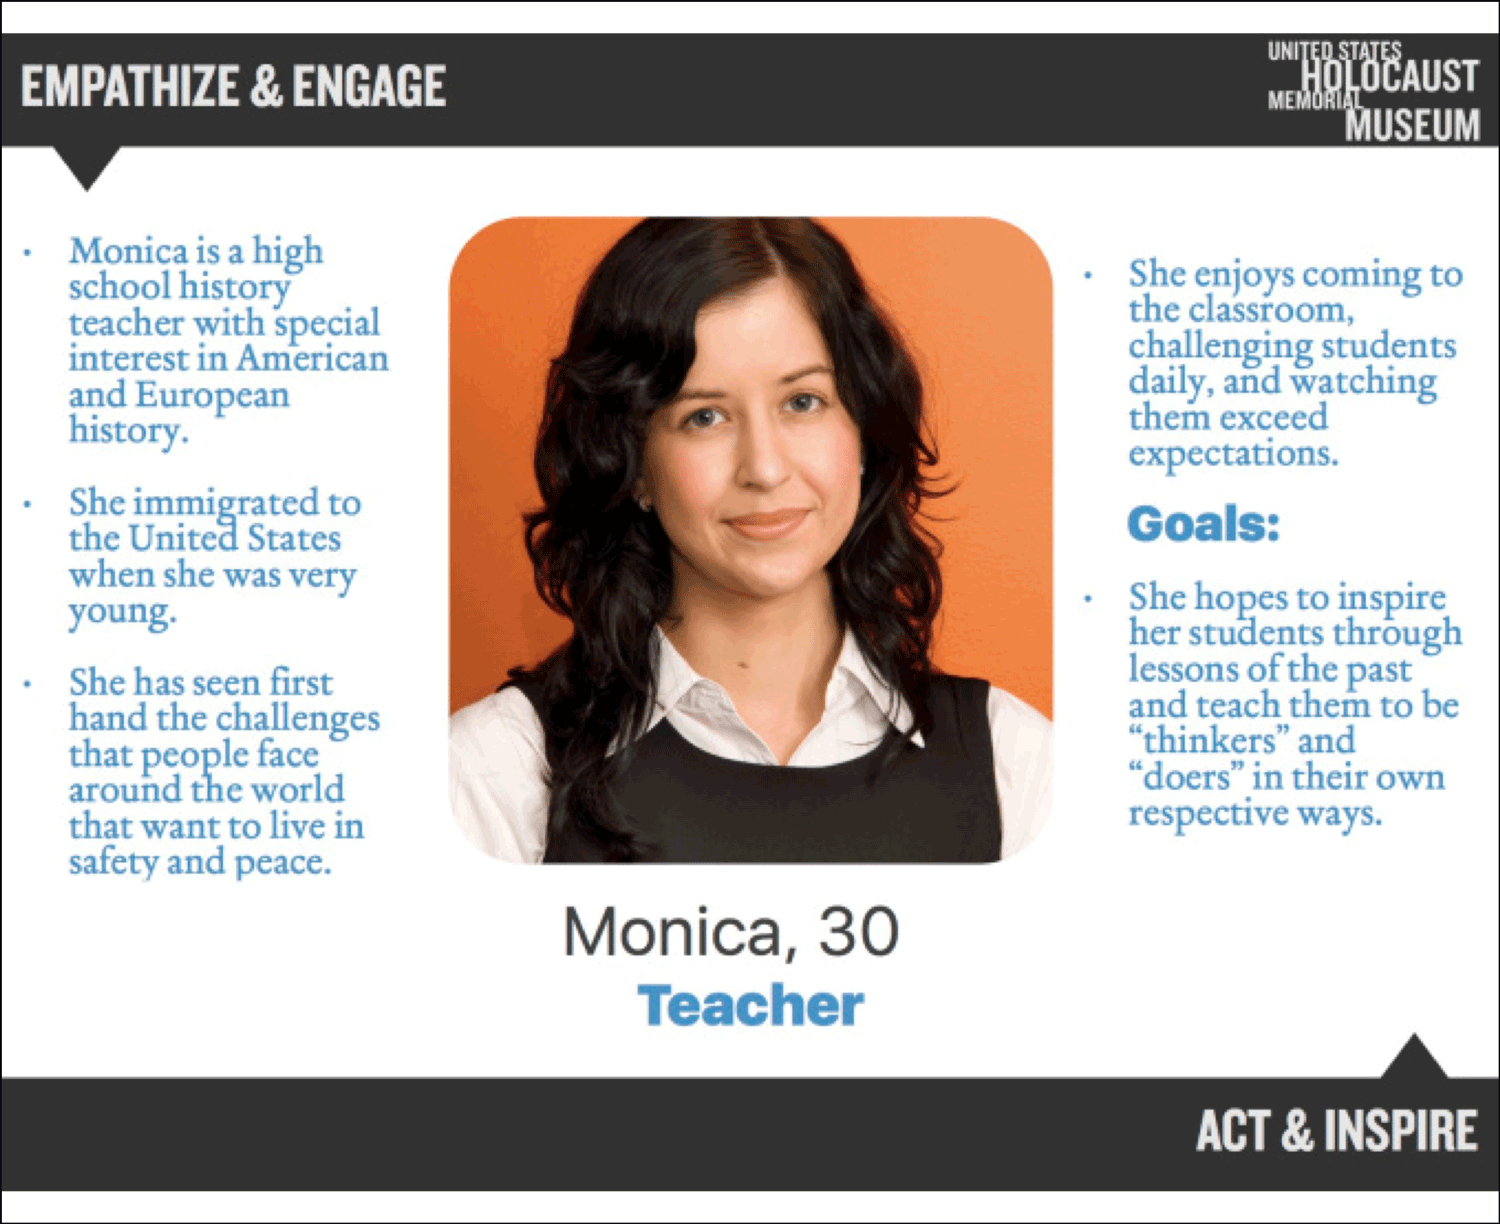 EMPATHIZE & ENGAGE
UNITED STATES
HOLOCAUST
MEMORIAL
MUSEUM
· Monica is a high
school history
teacher with special
interest in American
and European
history.
· She immigrated to
the United States
when she was very
young.
· She has seen first
hand the challenges
that people face
around the world
that want to live in
safety and peace.
· She enjoys coming to
the classroom,
challenging students
daily, and watching
them exceed
expectations.
Goals:
· She hopes to inspire
her students through
lessons of the past
and teach them to be
“thinkers” and
“doers” in their own
respective ways.
Monica, 30
Teacher
ACT & INSPIRE